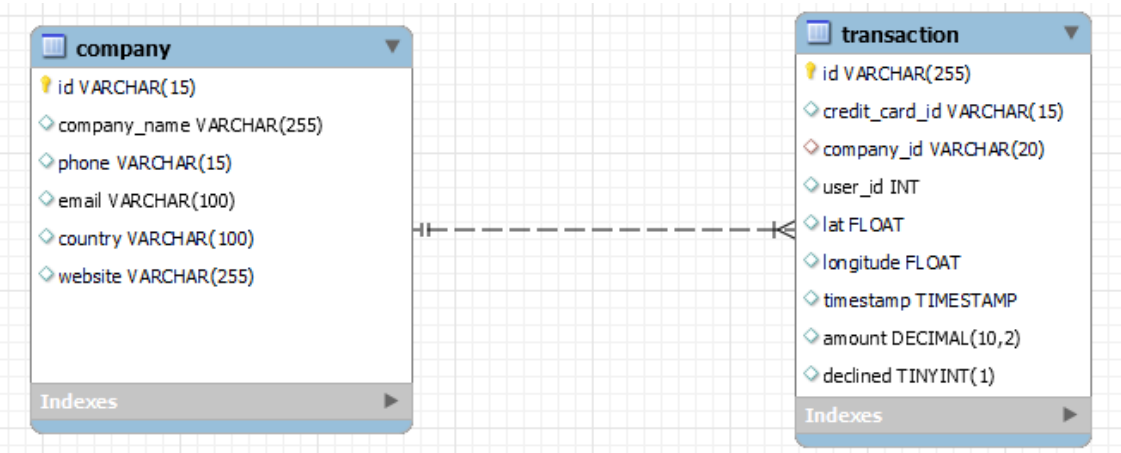 company
id VARCHAR(15)
company_name VARCHAR(255)
phone VARCHAR(15)
email VARCHAR(100)
country VARCHAR(100)
website VARCHAR(255)
Indexes
transaction
id VARCHAR(255)
credit_card_id VARCHAR(15)
company_id VARCHAR(20)
user_id INT
lat FLOAT
longitude FLOAT
timestamp TIMESTAMP
amount DECIMAL(10,2)
declined TINYINT(1)
Indexes